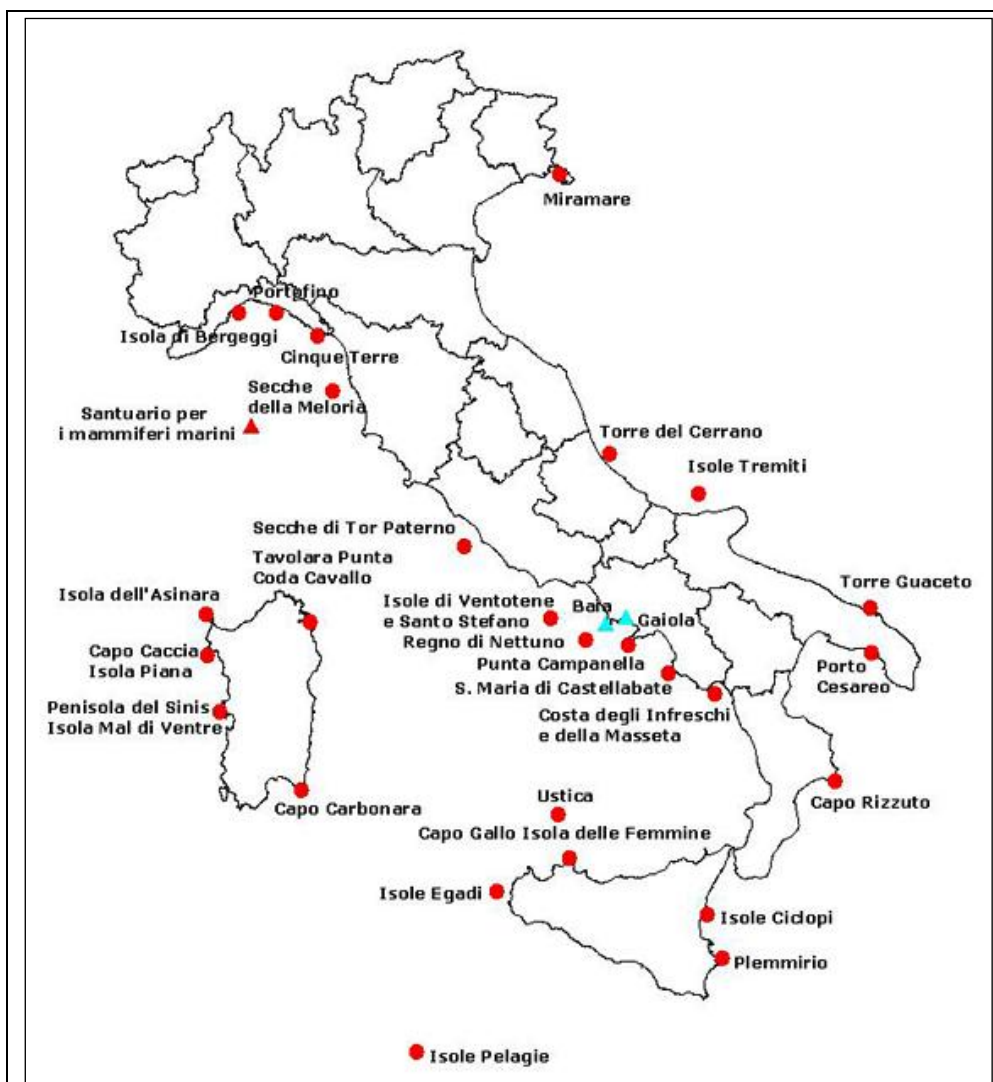 Miramare
Portofino
Isola di Bergeggi
Cinque Terre
Secche
della Meloria
Santuario per
i mammiferi marini
Torre del Cerrano
Isole Tremiti
Secche di Tor Paterno
Tavolara Punta
Coda Cavallo
Isola dell'Asinara
Isole di Ventotene
e Santo Stefano
Baia
Gaiola
Torre Guaceto
Regno di Nettuno
Capo Caccia
Isola Piana
Punta Campanella
Porto
Cesareo
S. Maria di Castellabate
Penisola del Sinis
Isola Mal di Ventre
Costa degli Infreschi
e della Masseta
Capo Carbonara
Ustica
Capo Rizzuto
Capo Gallo Isola delle Femmine
Isole Egadi
Isole Ciclopi
Plemmirio
Isole Pelagie